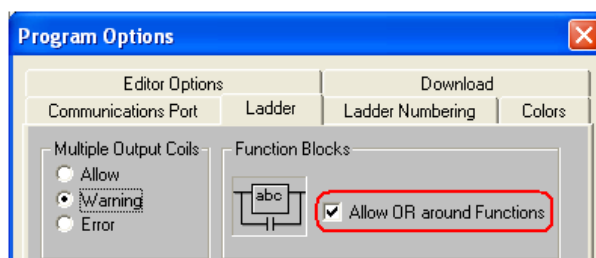 Program Options
Editor Options Download
Communications Port Ladder Ladder Numbering Colors
Multiple Output Coils Function Blocks
Allow
Warning
Error
abc
Allow OR around Functions